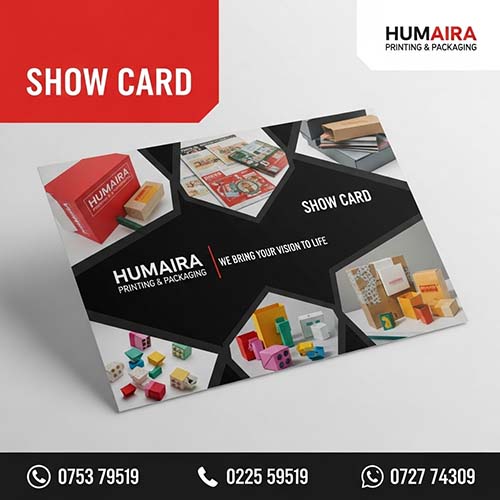 SHOW CARD
HUMAIRA
PRINTING & PACKAGING
HUMAIRA
SHOW CARD
HUMAIRA
PRINTING & PACKAGING
WE BRING YOUR VISION TO LIFE
0753 79519
0225 59519
0727 74309